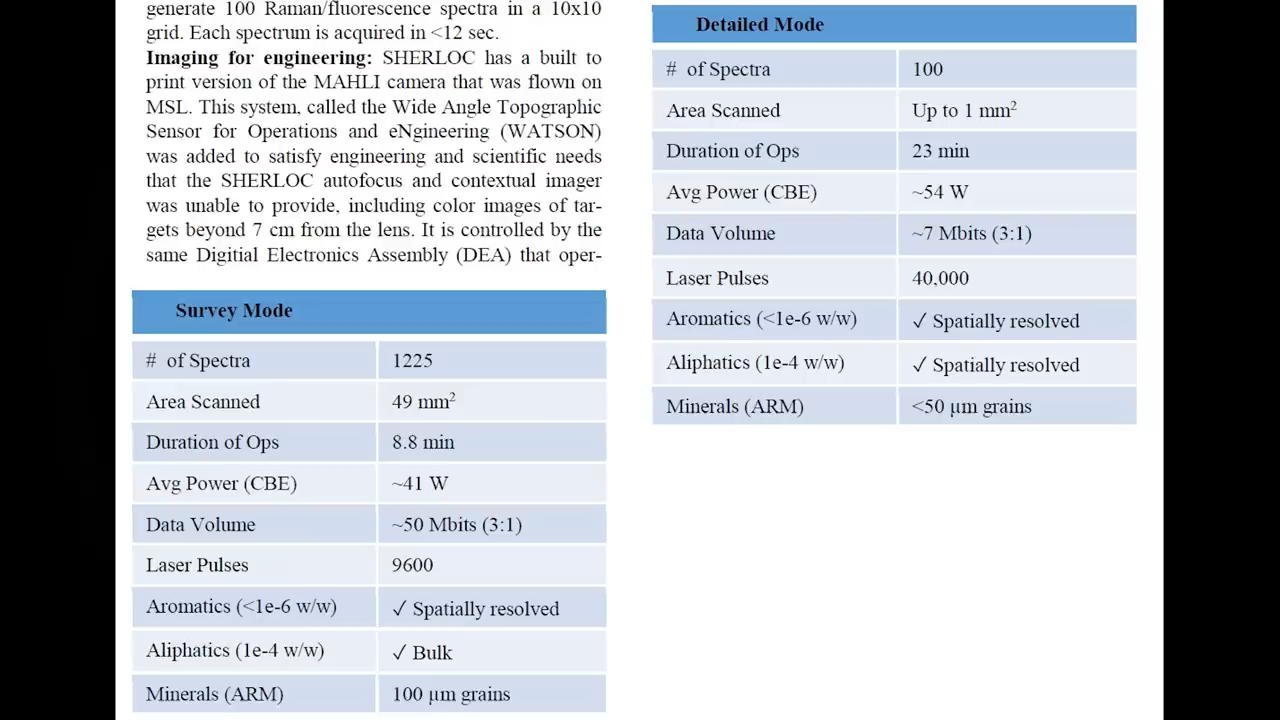 generate 100 Raman/fluorescence spectra in a 10x10
grid. Each spectrum is acquired in <12 sec.
Imaging for engineering: SHERLOC has a built to
print version of the MAHLI camera that was flown on
MSL. This system, called the Wide Angle Topographic
Sensor for Operations and eNgineering (WATSON)
was added to satisfy engineering and scientific needs
that the SHERLOC autofocus and contextual imager
was unable to provide, including color images of tar-
gets beyond 7 cm from the lens. It is controlled by the
same Digitial Electronics Assembly (DEA) that oper-
Survey Mode
# of Spectra 1225
Area Scanned 49 mm²
Duration of Ops 8.8 min
Avg Power (CBE) ~41 W
Data Volume ~50 Mbits (3:1)
Laser Pulses 9600
Aromatics (<1e-6 w/w) ✓ Spatially resolved
Aliphatics (1e-4 w/w) ✓ Bulk
Minerals (ARM) 100 µm grains
Detailed Mode
# of Spectra 100
Area Scanned Up to 1 mm²
Duration of Ops 23 min
Avg Power (CBE) ~54 W
Data Volume ~7 Mbits (3:1)
Laser Pulses 40,000
Aromatics (<1e-6 w/w) ✓ Spatially resolved
Aliphatics (1e-4 w/w) ✓ Spatially resolved
Minerals (ARM) <50 µm grains